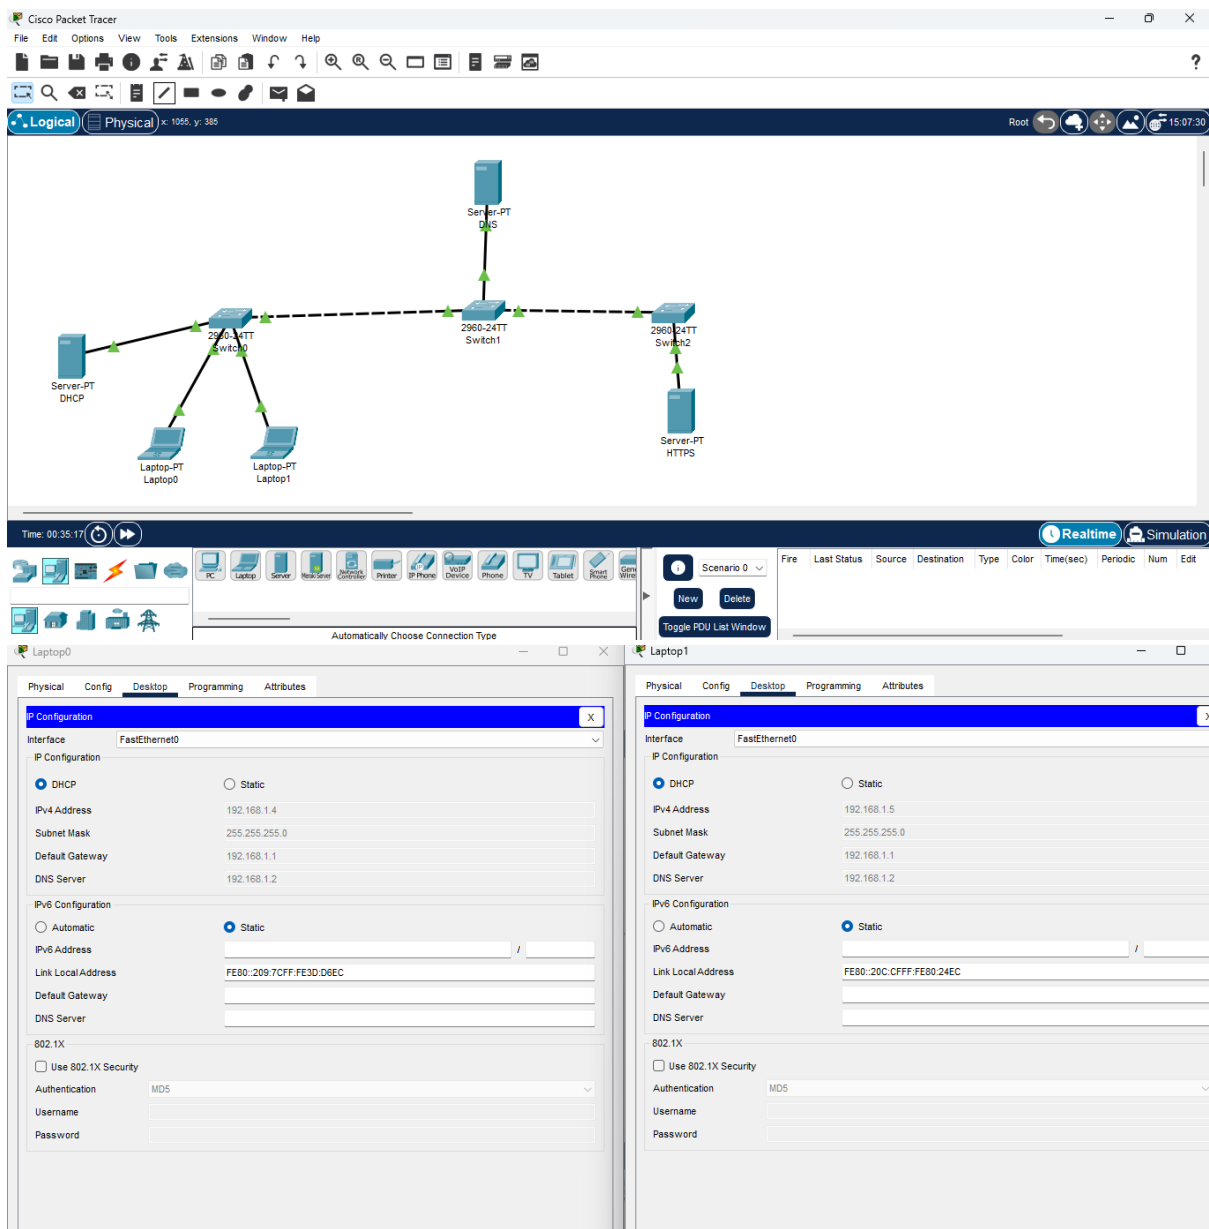 Cisco Packet Tracer
File Edit Options View Tools Extensions Window Help
Logical Physical x: 1055, y: 385 Root 15:07:30
Server-PT
DNS
2960-24TT
Switch0
2960-24TT
Switch1
2960-24TT
Switch2
Server-PT
DHCP
Laptop-PT
Laptop0
Laptop-PT
Laptop1
Server-PT
HTTPS
Time: 00:35:17 Realtime Simulation
PC Laptop Server Meraki Server Network Controller Printer IP Phone VoIP Device Phone TV Tablet Smart Phone
Automatically Choose Connection Type
Scenario 0
New Delete
Toggle PDU List Window
Fire Last Status Source Destination Type Color Time(sec) Periodic Num Edit
Laptop0
Physical Config Desktop Programming Attributes
IP Configuration X
Interface FastEthernet0
IP Configuration
DHCP Static
IPv4 Address 192.168.1.4
Subnet Mask 255.255.255.0
Default Gateway 192.168.1.1
DNS Server 192.168.1.2
IPv6 Configuration
Automatic Static
IPv6 Address /
Link Local Address FE80::209:7CFF:FE3D:D6EC
Default Gateway
DNS Server
802.1X
Use 802.1X Security
Authentication MD5
Username
Password
Laptop1
Physical Config Desktop Programming Attributes
IP Configuration X
Interface FastEthernet0
IP Configuration
DHCP Static
IPv4 Address 192.168.1.5
Subnet Mask 255.255.255.0
Default Gateway 192.168.1.1
DNS Server 192.168.1.2
IPv6 Configuration
Automatic Static
IPv6 Address /
Link Local Address FE80::20C:CFFF:FE80:24EC
Default Gateway
DNS Server
802.1X
Use 802.1X Security
Authentication MD5
Username
Password